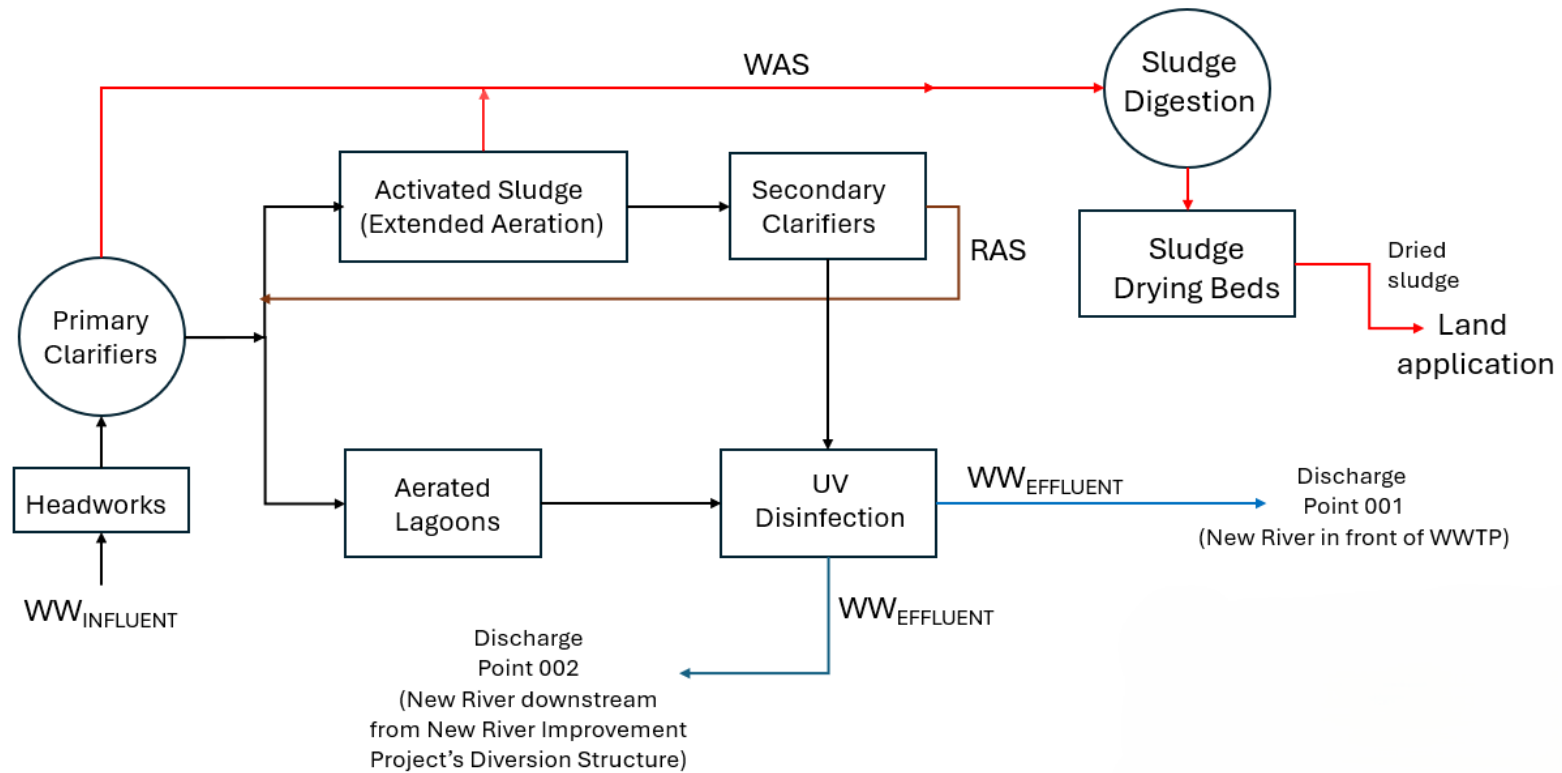 WAS
Sludge
Digestion
Activated Sludge
(Extended Aeration)
Secondary
Clarifiers
RAS
Sludge
Drying Beds
Dried
sludge
Land
application
Primary
Clarifiers
Headworks
WWINFLUENT
Aerated
Lagoons
UV
Disinfection
WWEFFLUENT
Discharge
Point 001
(New River in front of WWTP)
WWEFFLUENT
Discharge
Point 002
(New River downstream
from New River Improvement
Project’s Diversion Structure)